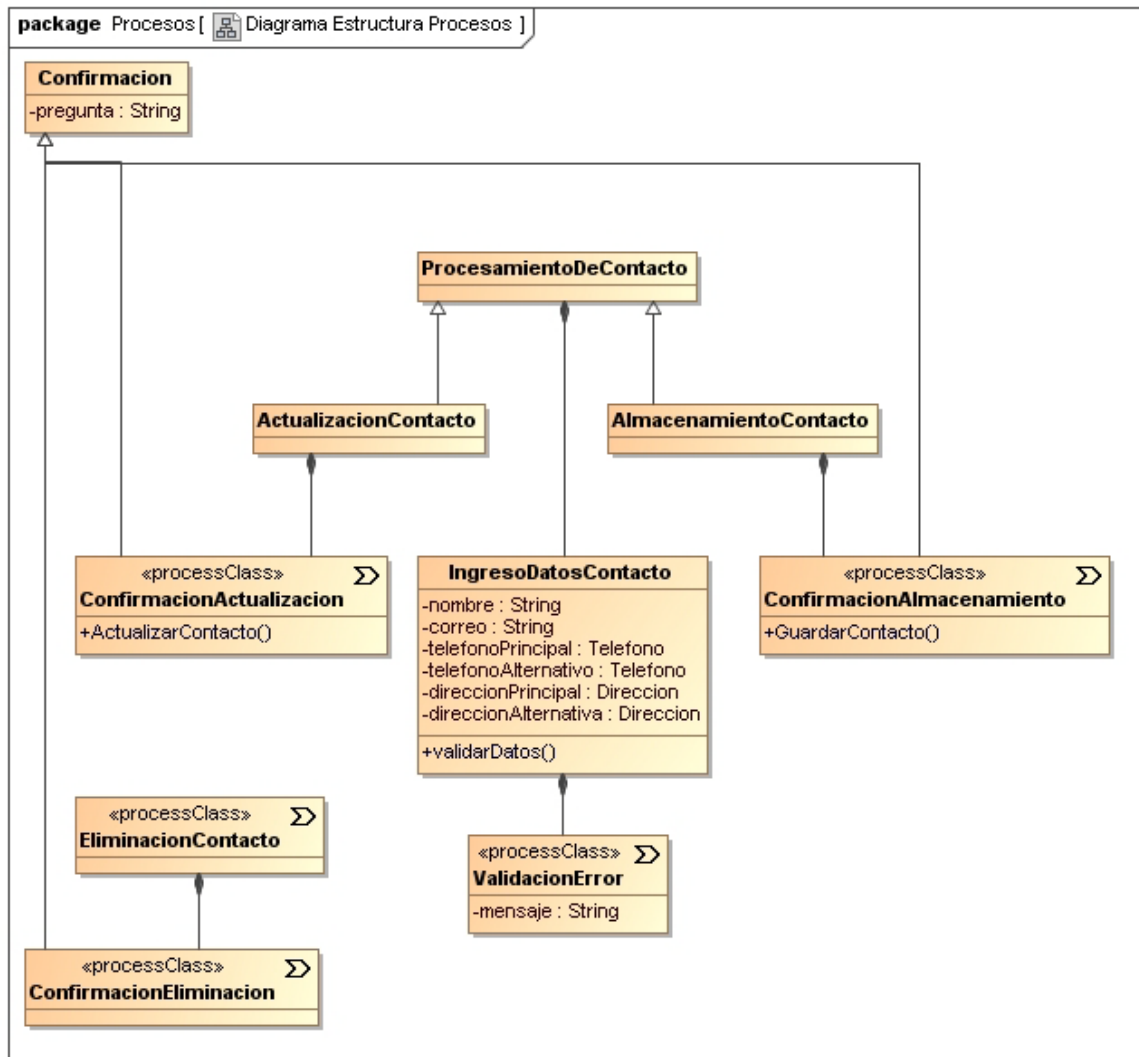 package Procesos [ Diagrama Estructura Procesos ]
Confirmacion
-pregunta : String
ProcesamientoDeContacto
ActualizacionContacto
AlmacenamientoContacto
«processClass»
ConfirmacionActualizacion
+ActualizarContacto()
IngresoDatosContacto
-nombre : String
-correo : String
-telefonoPrincipal : Telefono
-telefonoAlternativo : Telefono
-direccionPrincipal : Direccion
-direccionAlternativa : Direccion
+validarDatos()
«processClass»
ConfirmacionAlmacenamiento
+GuardarContacto()
«processClass»
EliminacionContacto
«processClass»
ValidacionError
-mensaje : String
«processClass»
ConfirmacionEliminacion